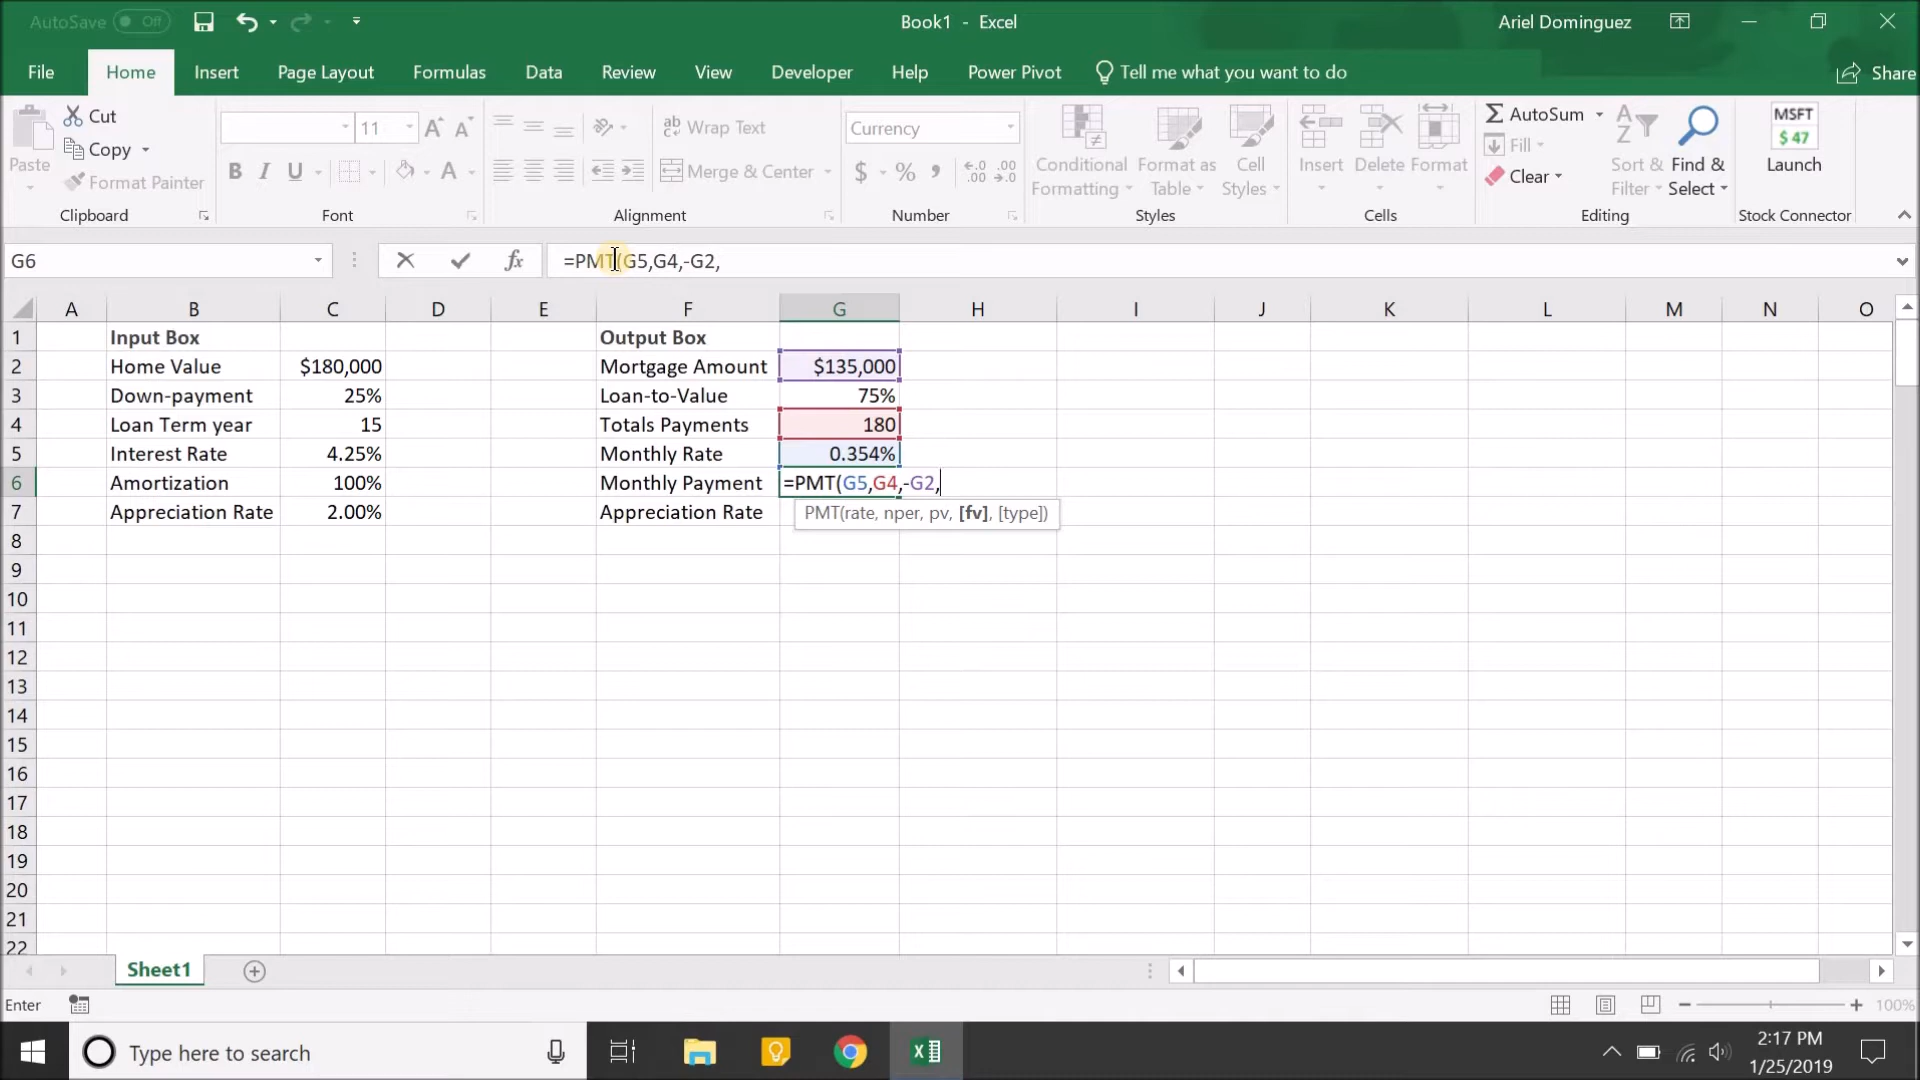 AutoSave Off
Book1 - Excel
Ariel Dominguez
File Home Insert Page Layout Formulas Data Review View Developer Help Power Pivot Tell me what you want to do Share
Paste
Cut
Copy
Format Painter
Clipboard
11
B I U
Font
Wrap Text
Merge & Center
Alignment
Currency
$ % ,
Number
Conditional Formatting
Format as Table
Cell Styles
Styles
Insert Delete Format
Cells
AutoSum
Fill
Clear
Sort & Filter
Find & Select
Editing
MSFT
$ 47
Launch
Stock Connector
G6 fx =PMT(G5,G4,-G2,
A B C D E F G H I J K L M N O
1 Input Box Output Box
2 Home Value $180,000 Mortgage Amount $135,000
3 Down-payment 25% Loan-to-Value 75%
4 Loan Term year 15 Totals Payments 180
5 Interest Rate 4.25% Monthly Rate 0.354%
6 Amortization 100% Monthly Payment =PMT(G5,G4,-G2,
7 Appreciation Rate 2.00% Appreciation Rate PMT(rate, nper, pv, [fv], [type])
8
9
10
11
12
13
14
15
16
17
18
19
20
21
22
Sheet1
Enter 100%
Type here to search
2:17 PM
1/25/2019